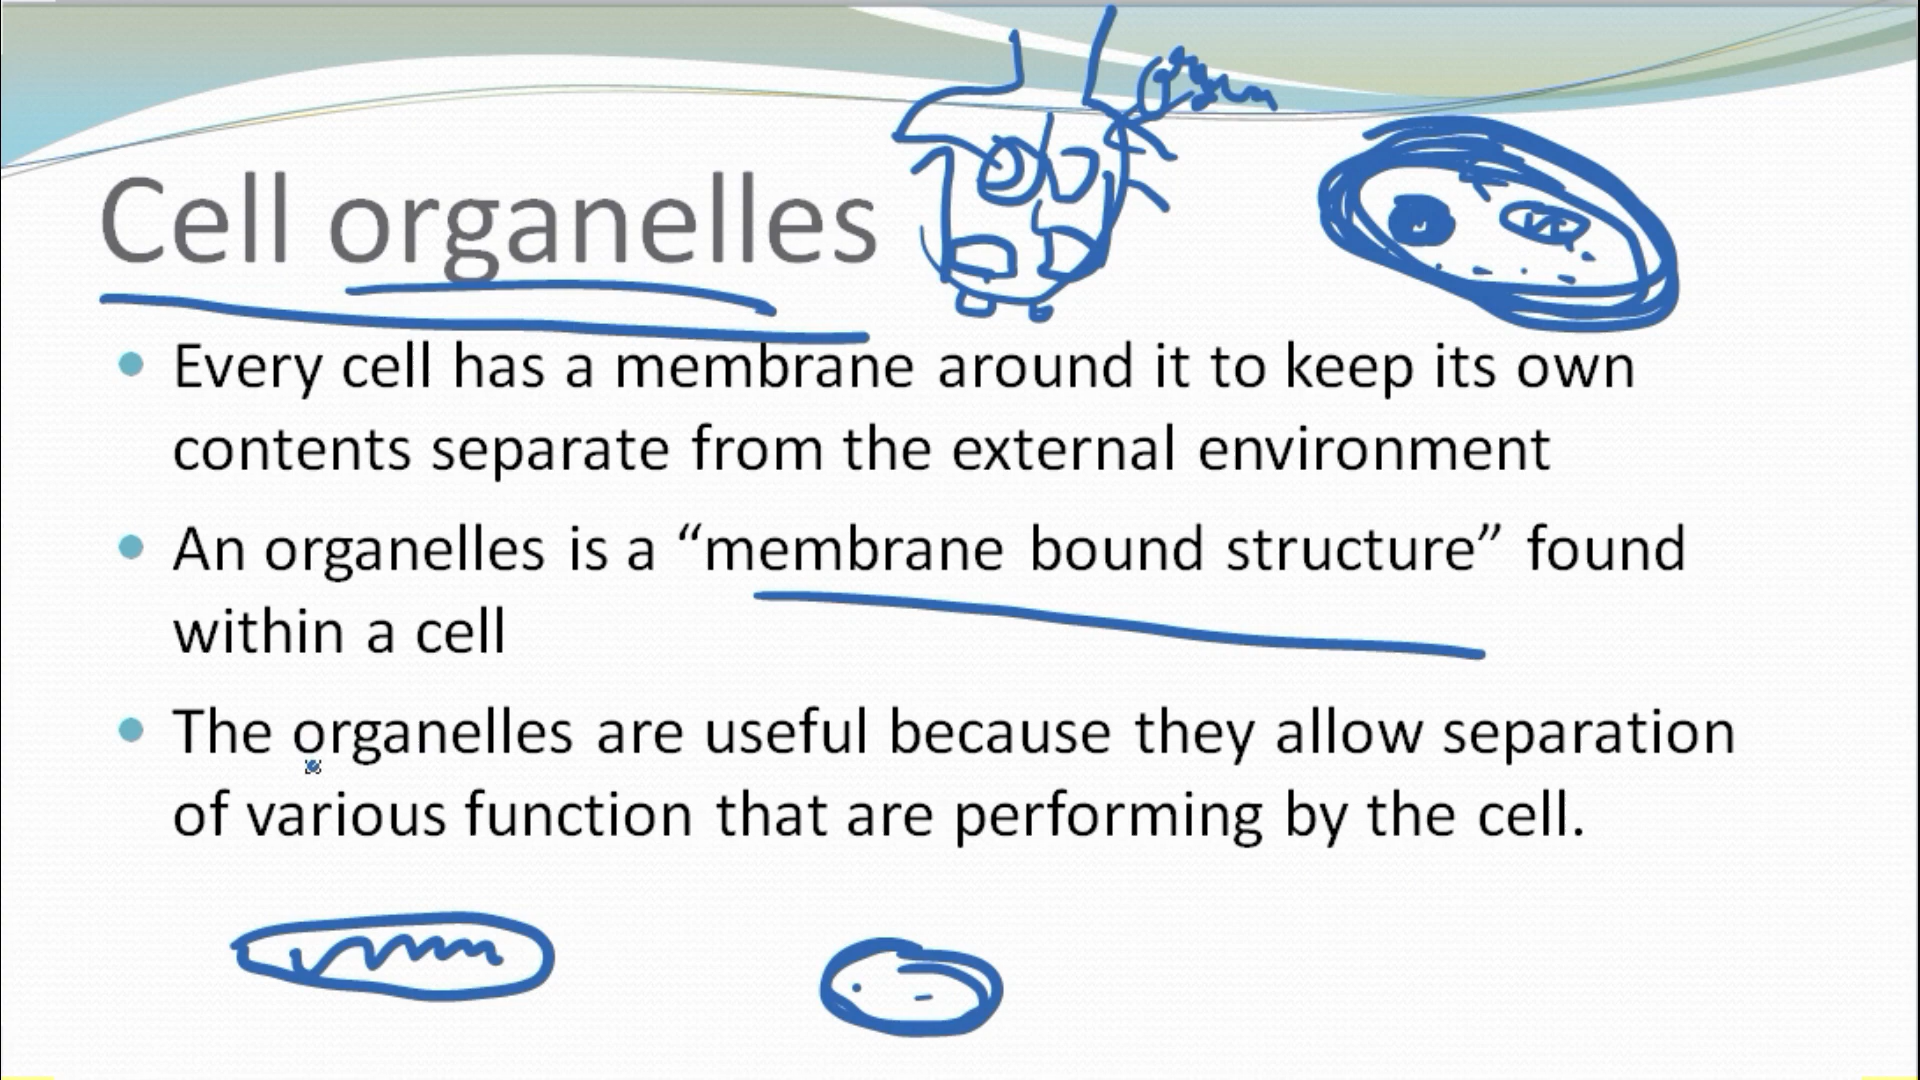 organ
Cell organelles
Every cell has a membrane around it to keep its own
contents separate from the external environment
An organelles is a “membrane bound structure” found
within a cell
The organelles are useful because they allow separation
of various function that are performing by the cell.